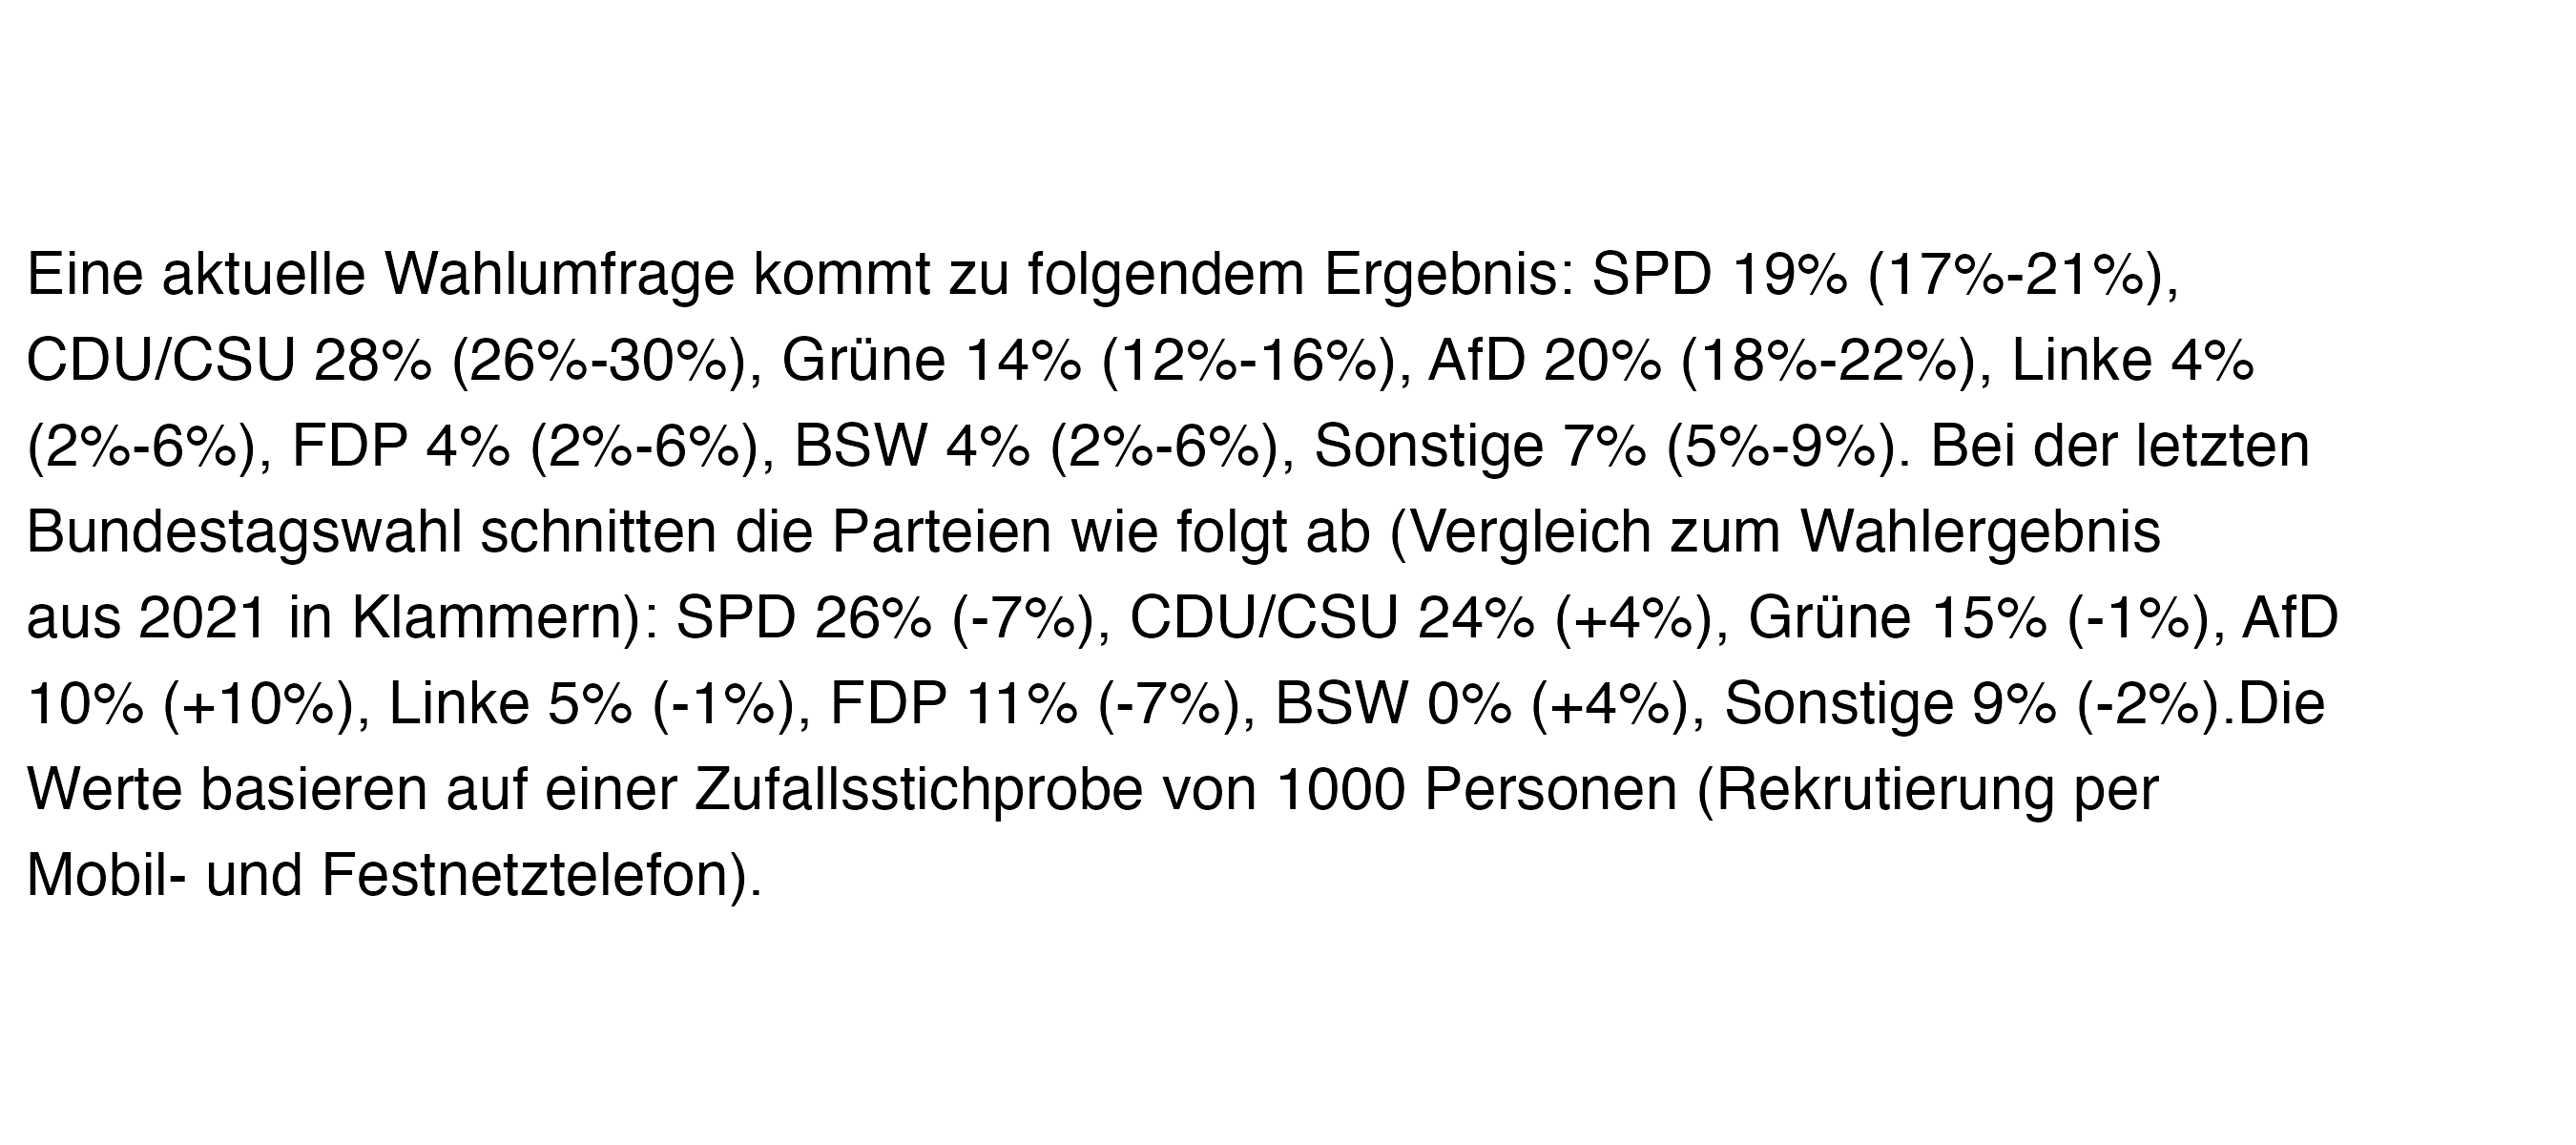 Eine aktuelle Wahlumfrage kommt zu folgendem Ergebnis: SPD 19% (17%-21%),
CDU/CSU 28% (26%-30%), Grüne 14% (12%-16%), AfD 20% (18%-22%), Linke 4%
(2%-6%), FDP 4% (2%-6%), BSW 4% (2%-6%), Sonstige 7% (5%-9%). Bei der letzten
Bundestagswahl schnitten die Parteien wie folgt ab (Vergleich zum Wahlergebnis
aus 2021 in Klammern): SPD 26% (-7%), CDU/CSU 24% (+4%), Grüne 15% (-1%), AfD
10% (+10%), Linke 5% (-1%), FDP 11% (-7%), BSW 0% (+4%), Sonstige 9% (-2%).Die
Werte basieren auf einer Zufallsstichprobe von 1000 Personen (Rekrutierung per
Mobil- und Festnetztelefon).